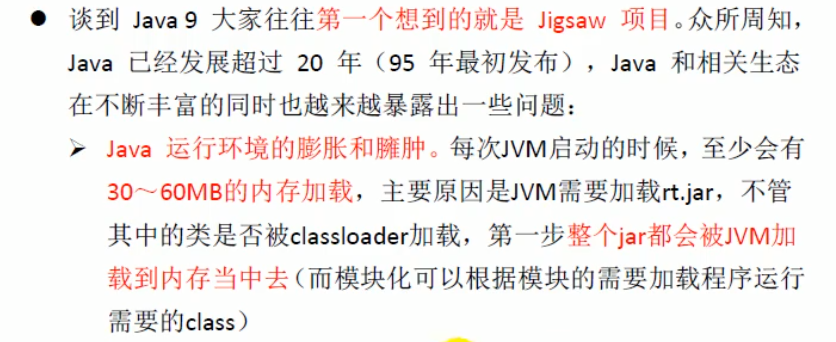 ● 谈到 Java 9 大家往往第一个想到的就是 Jigsaw 项目。众所周知，
Java 已经发展超过 20 年（95 年最初发布），Java 和相关生态
在不断丰富的同时也越来越暴露出一些问题：
➢ Java 运行环境的膨胀和臃肿。每次JVM启动的时候，至少会有
30～60MB的内存加载，主要原因是JVM需要加载rt.jar，不管
其中的类是否被classloader加载，第一步整个jar都会被JVM加
载到内存当中去（而模块化可以根据模块的需要加载程序运行
需要的class）